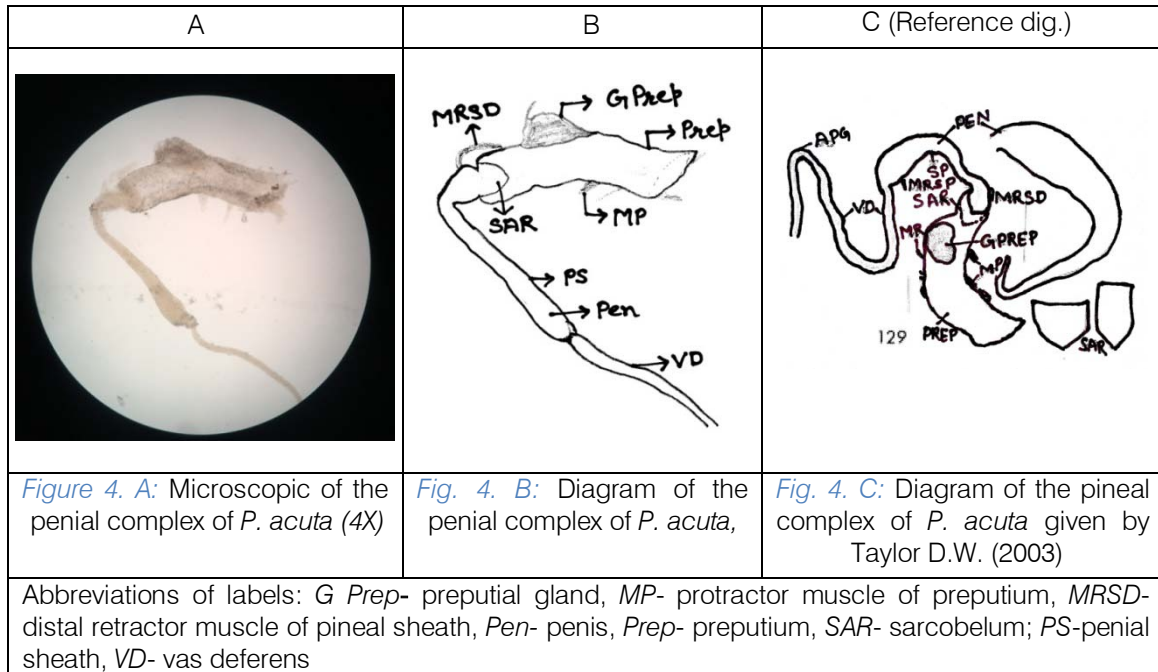 A
B
C (Reference dig.)
MRSD
G Prep
Prep
SAR
MP
PS
Pen
VD
APG
PEN
SP
MRSP
SAR
MRSD
VD
MR
GPREP
MP
129
PREP
SAR
Figure 4. A: Microscopic of the
penial complex of P. acuta (4X)
Fig. 4. B: Diagram of the
penial complex of P. acuta,
Fig. 4. C: Diagram of the pineal
complex of P. acuta given by
Taylor D.W. (2003)
Abbreviations of labels: G Prep- preputial gland, MP- protractor muscle of preputium, MRSD-
distal retractor muscle of pineal sheath, Pen- penis, Prep- preputium, SAR- sarcobelum; PS-penial
sheath, VD- vas deferens